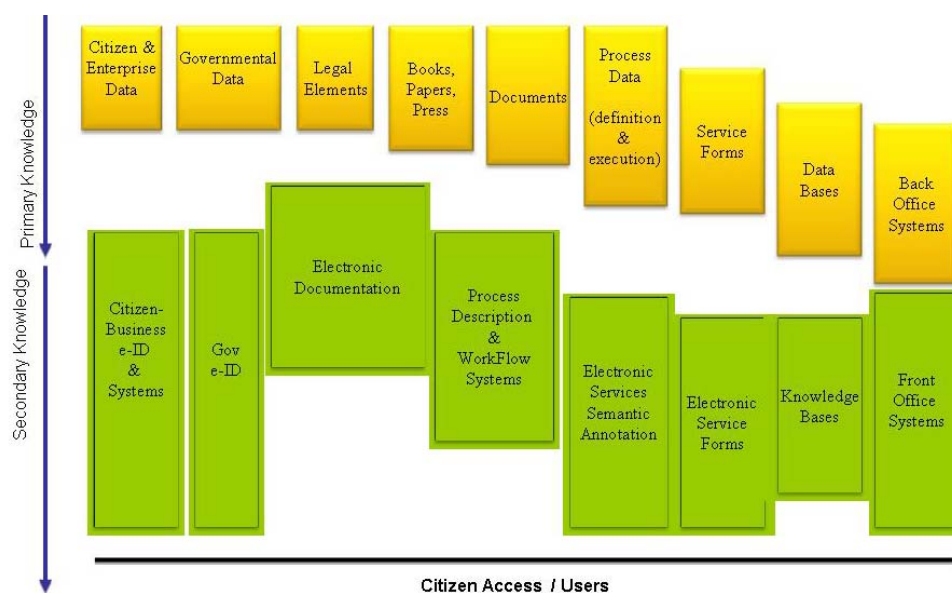 Primary Knowledge
Citizen &
Enterprise
Data
Governmental
Data
Legal
Elements
Books,
Papers,
Press
Documents
Process
Data
(definition
&
execution)
Service
Forms
Data
Bases
Back
Office
Systems
Secondary Knowledge
Citizen-
Business
e-ID
&
Systems
Gov
e-ID
Electronic
Documentation
Process
Description
&
WorkFlow
Systems
Electronic
Services
Semantic
Annotation
Electronic
Service
Forms
Knowledge
Bases
Front
Office
Systems
Citizen Access / Users